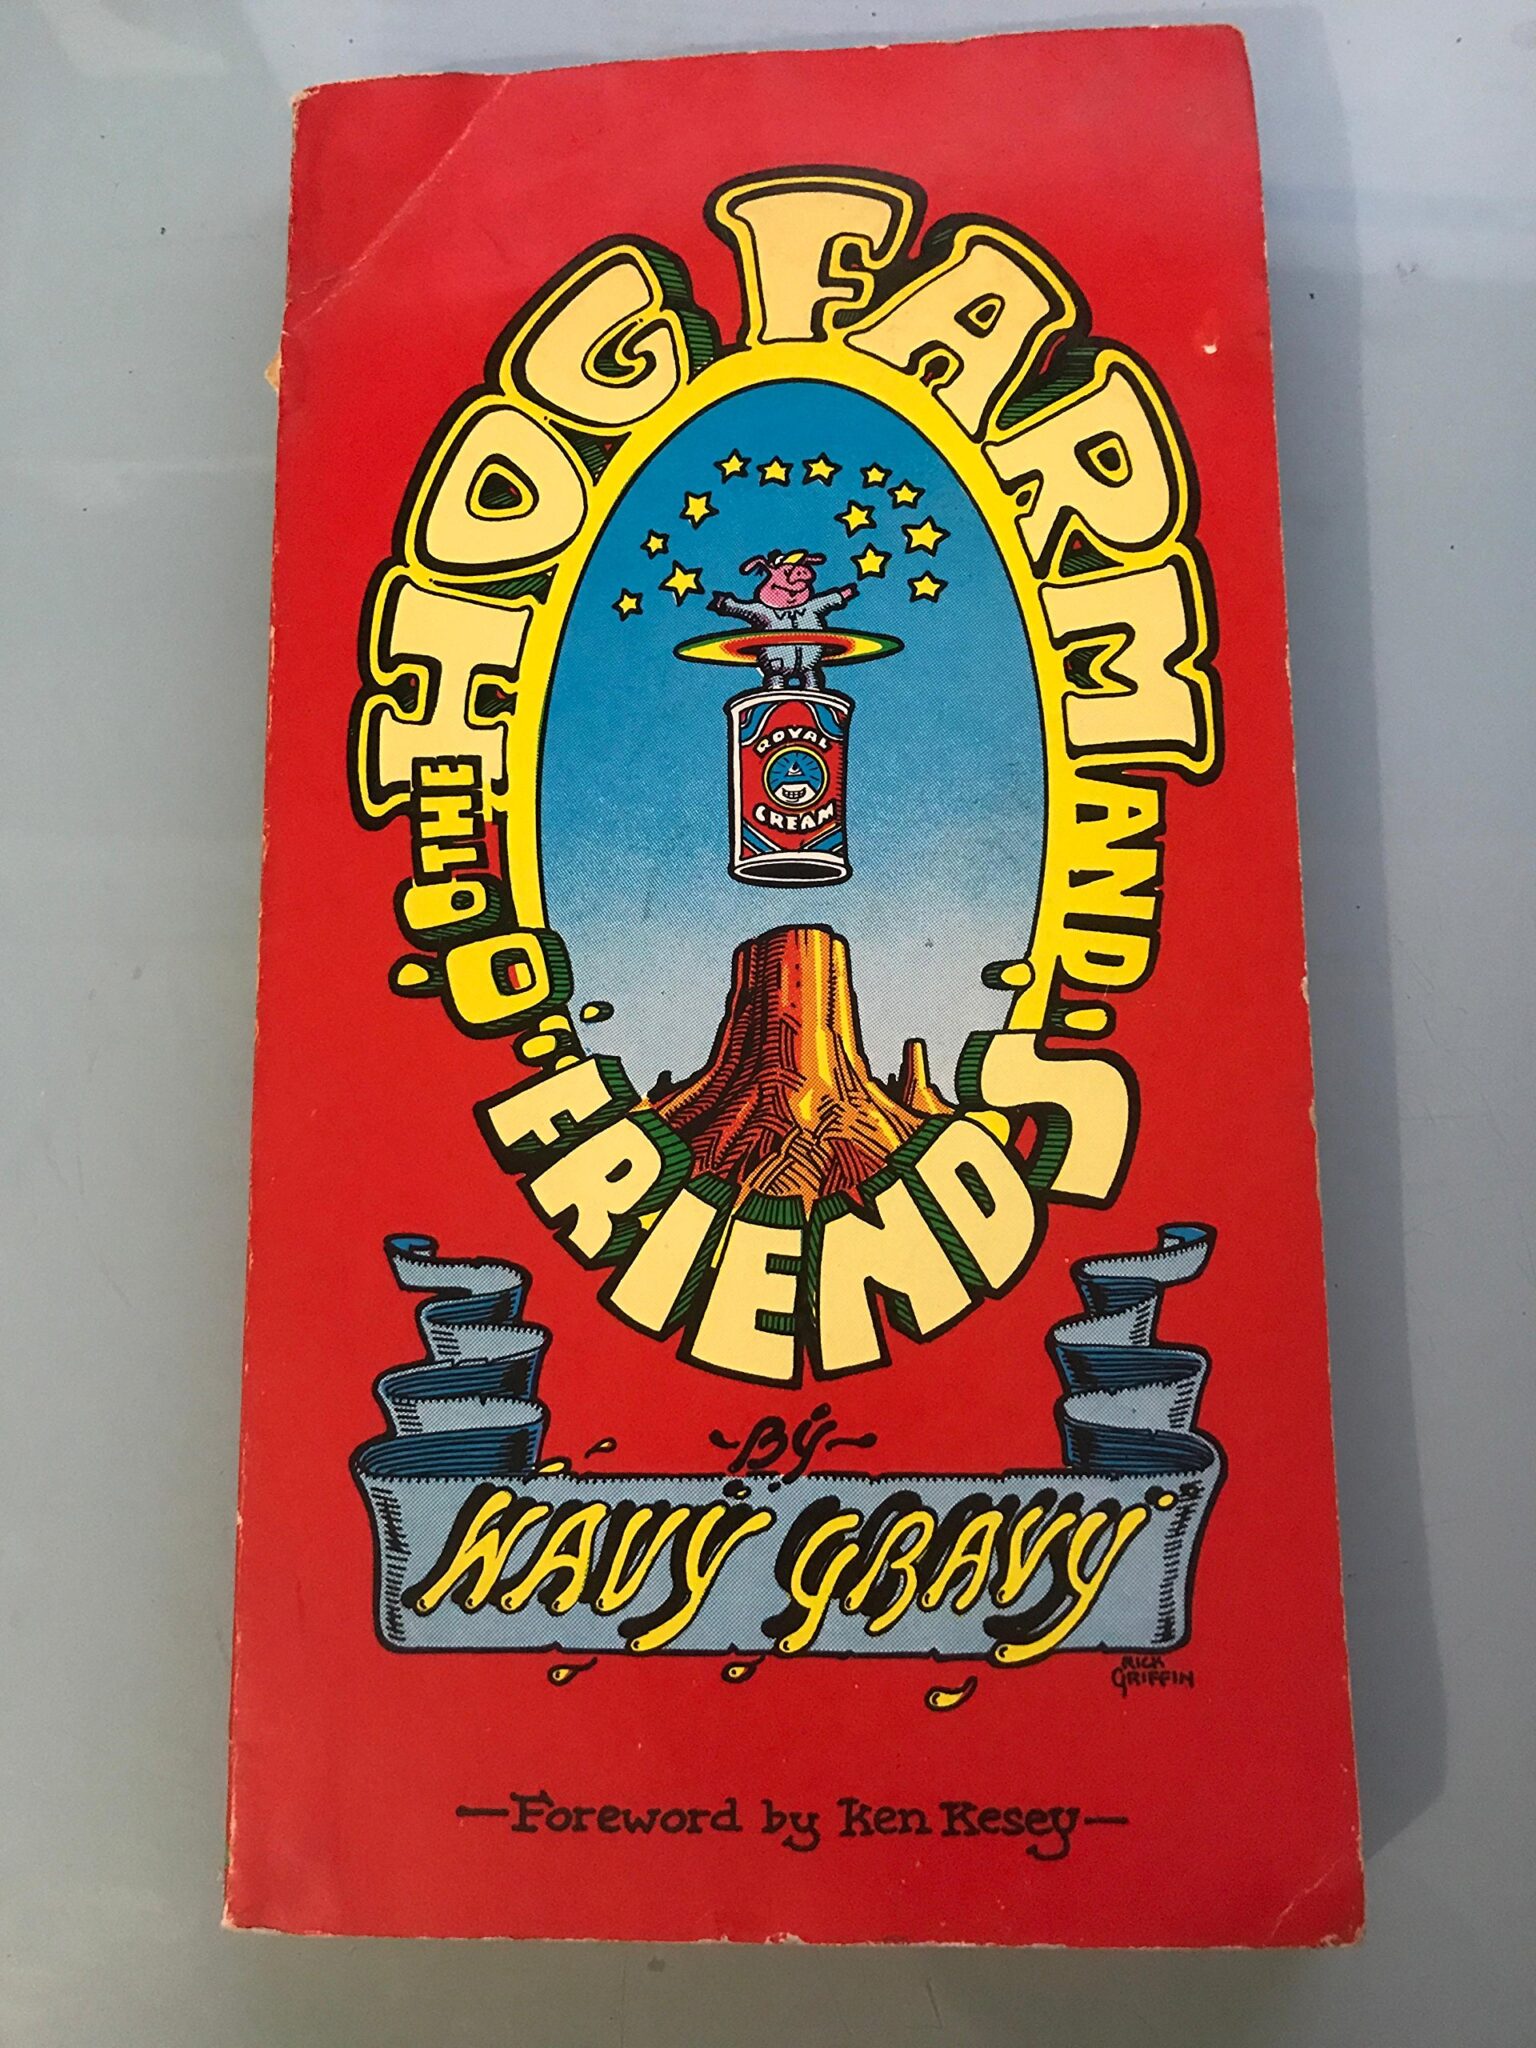 THE
HOG FARM
AND
FRIENDS
ROYAL
CREAM
-BY-
WAVY GRAVY
RICK
GRIFFIN
—Foreword by Ken Kesey—